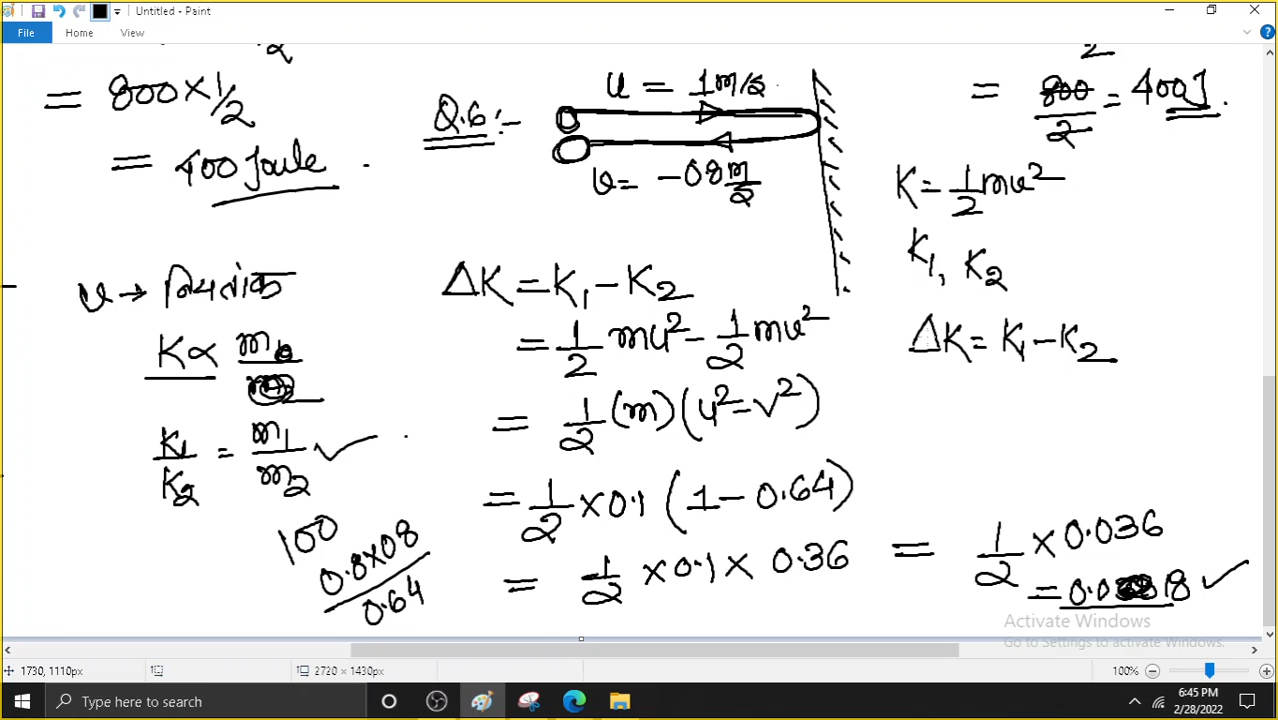 Untitled - Paint
File Home View
= 800 × 1/2
= 400 Joule
Q.6 :-
u = 1m/s
v = -0.8 m/s
= 800/2 = 400J
K = 1/2 mv²
K1, K2
ΔK = K1 - K2
v → नियतांक
K ∝
K1/K2 = m1/m2 ✓
100
0.8×08
0.64
ΔK = K1 - K2
= 1/2 mu² - 1/2 mv²
= 1/2 (m) (u² - v²)
= 1/2 × 0.1 (1 - 0.64)
= 1/2 × 0.1 × 0.36
= 1/2 × 0.036
= 0.018 ✓
Activate Windows
Go to Settings to activate Windows.
1730, 1110px
2720 × 1430px
100%
Type here to search
6:45 PM
2/28/2022